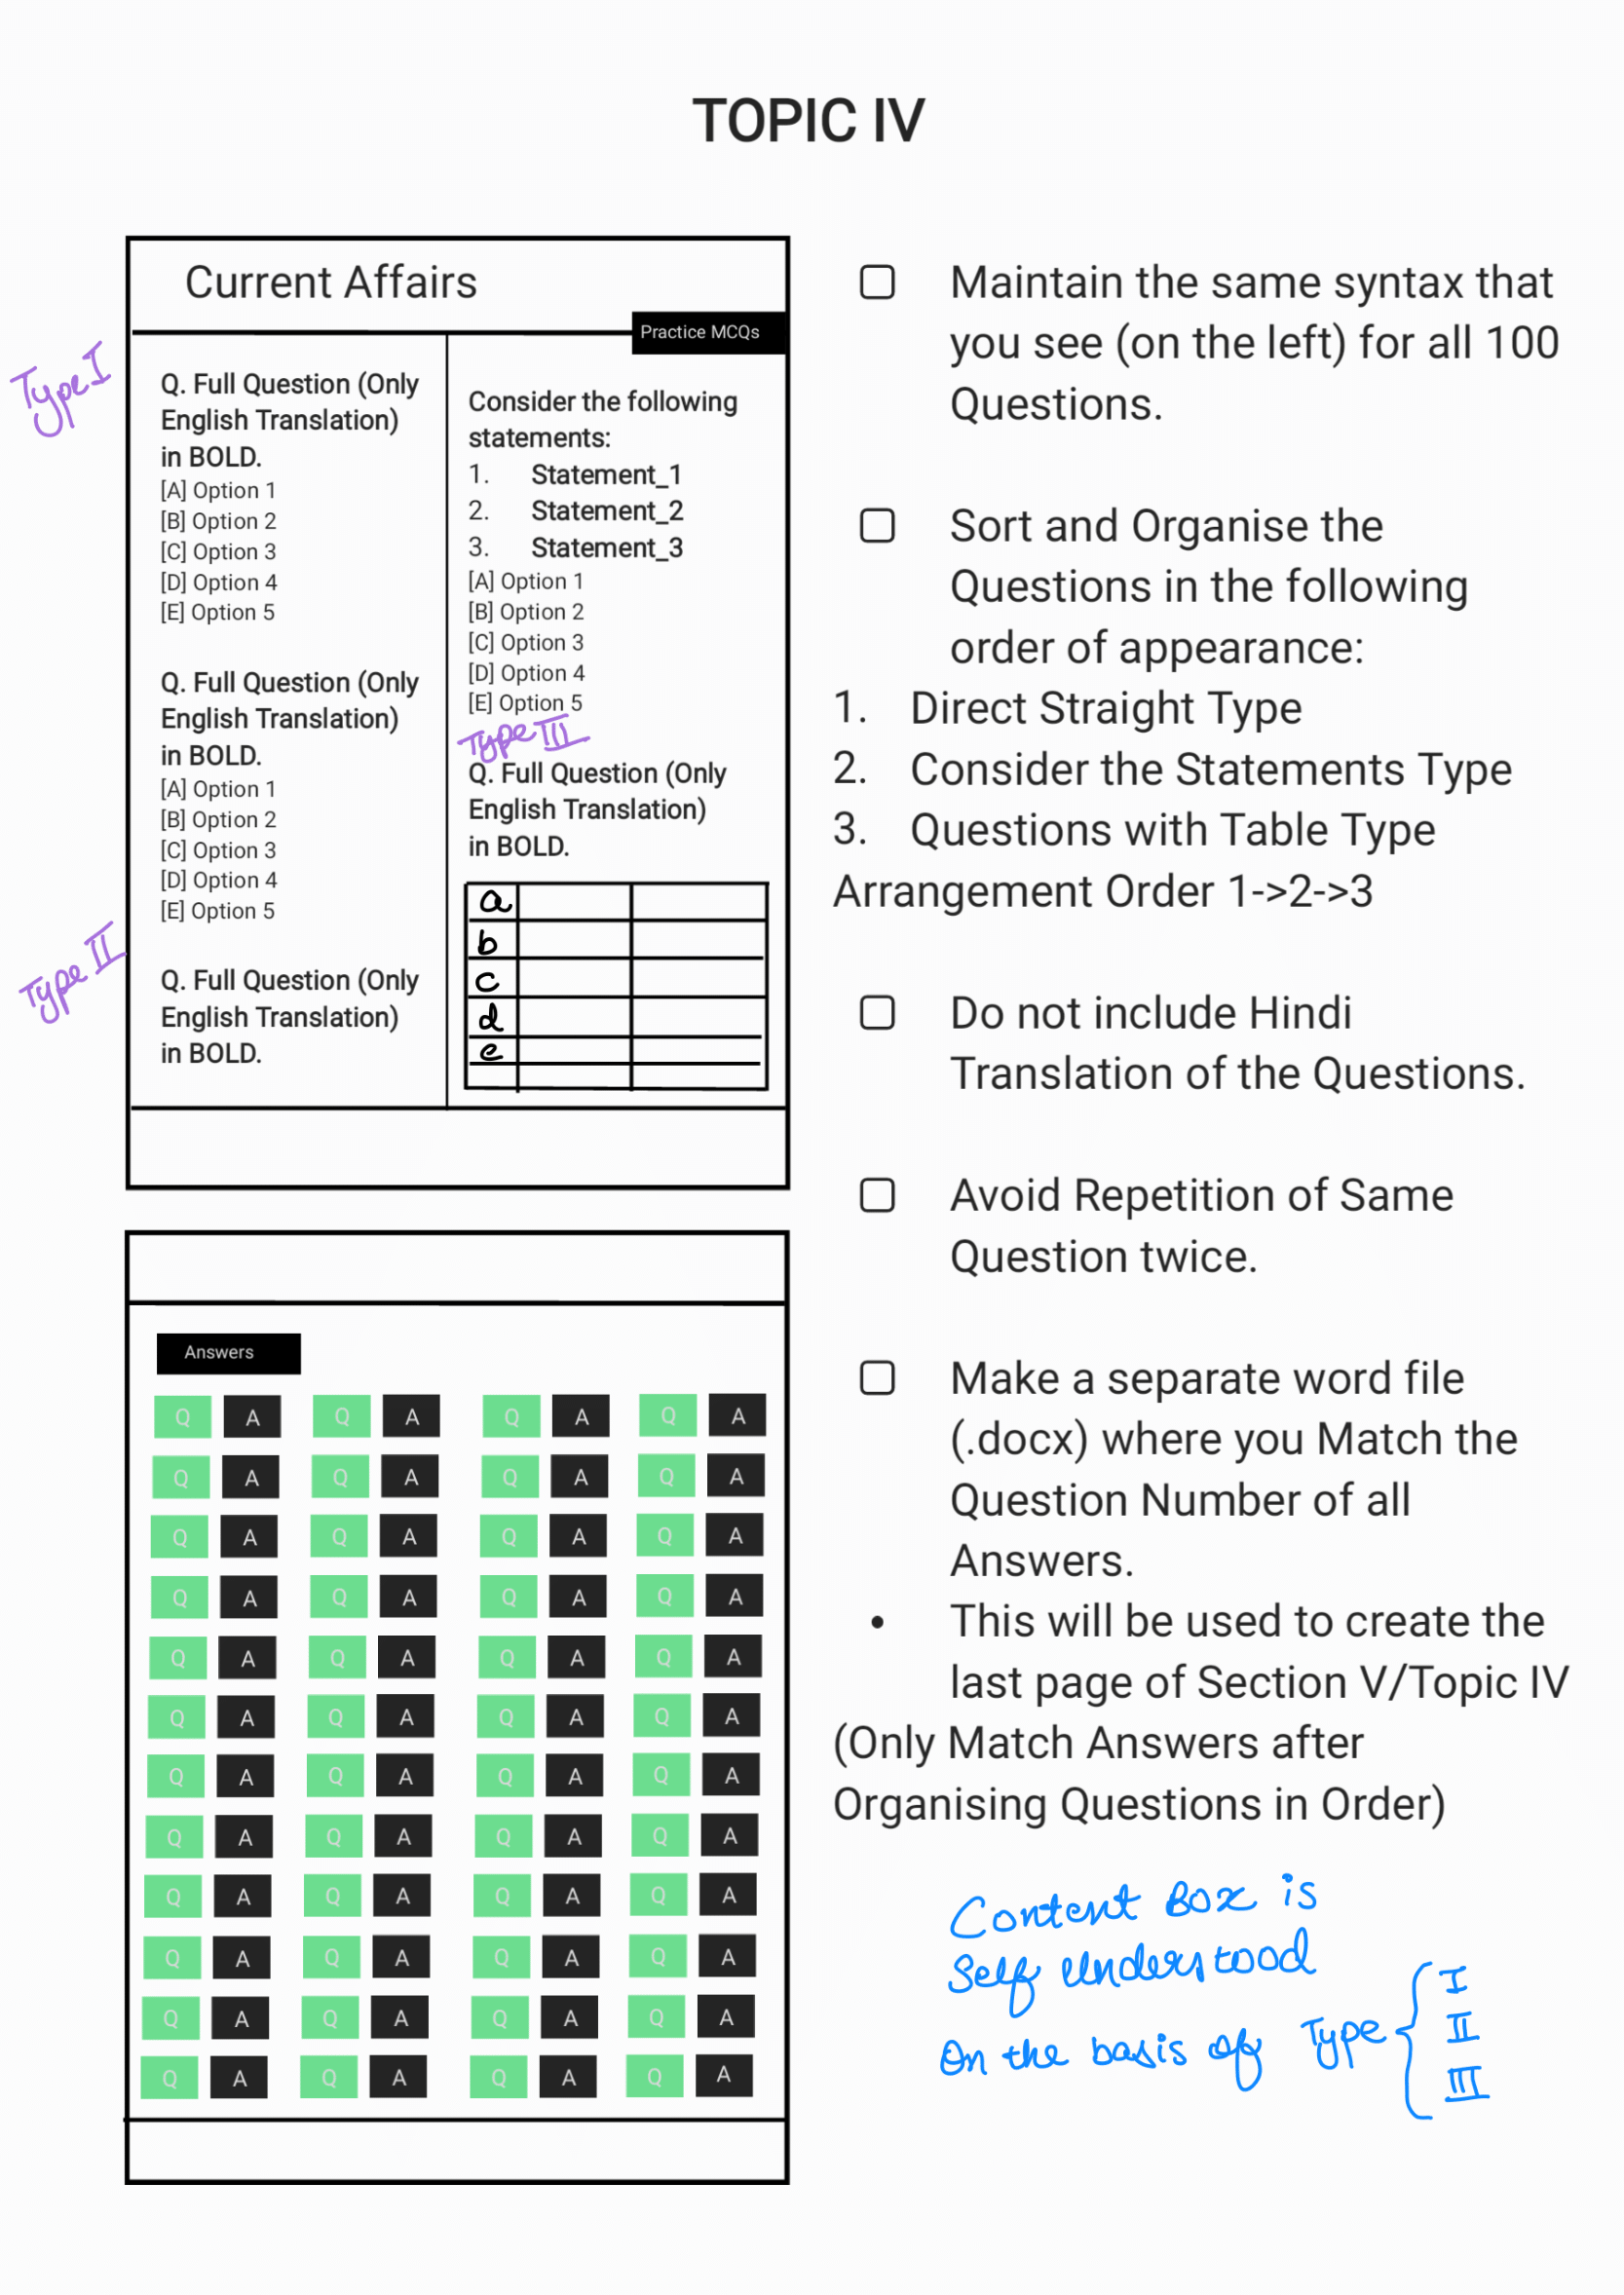 TOPIC IV
Current Affairs
Practice MCQs
Type I
Q. Full Question (Only
English Translation)
in BOLD.
[A] Option 1
[B] Option 2
[C] Option 3
[D] Option 4
[E] Option 5
Q. Full Question (Only
English Translation)
in BOLD.
[A] Option 1
[B] Option 2
[C] Option 3
[D] Option 4
[E] Option 5
Type II
Q. Full Question (Only
English Translation)
in BOLD.
Consider the following
statements:
1. Statement_1
2. Statement_2
3. Statement_3
[A] Option 1
[B] Option 2
[C] Option 3
[D] Option 4
[E] Option 5
Type III
Q. Full Question (Only
English Translation)
in BOLD.
a
b
c
d
e
Answers
Q A Q A Q A Q A
Q A Q A Q A Q A
Q A Q A Q A Q A
Q A Q A Q A Q A
Q A Q A Q A Q A
Q A Q A Q A Q A
Q A Q A Q A Q A
Q A Q A Q A Q A
Q A Q A Q A Q A
Q A Q A Q A Q A
Q A Q A Q A Q A
Q A Q A Q A Q A
Maintain the same syntax that
you see (on the left) for all 100
Questions.
Sort and Organise the
Questions in the following
order of appearance:
1. Direct Straight Type
2. Consider the Statements Type
3. Questions with Table Type
Arrangement Order 1->2->3
Do not include Hindi
Translation of the Questions.
Avoid Repetition of Same
Question twice.
Make a separate word file
(.docx) where you Match the
Question Number of all
Answers.
• This will be used to create the
last page of Section V/Topic IV
(Only Match Answers after
Organising Questions in Order)
Content Box is
Self Understood
On the basis of Type { I
II
III